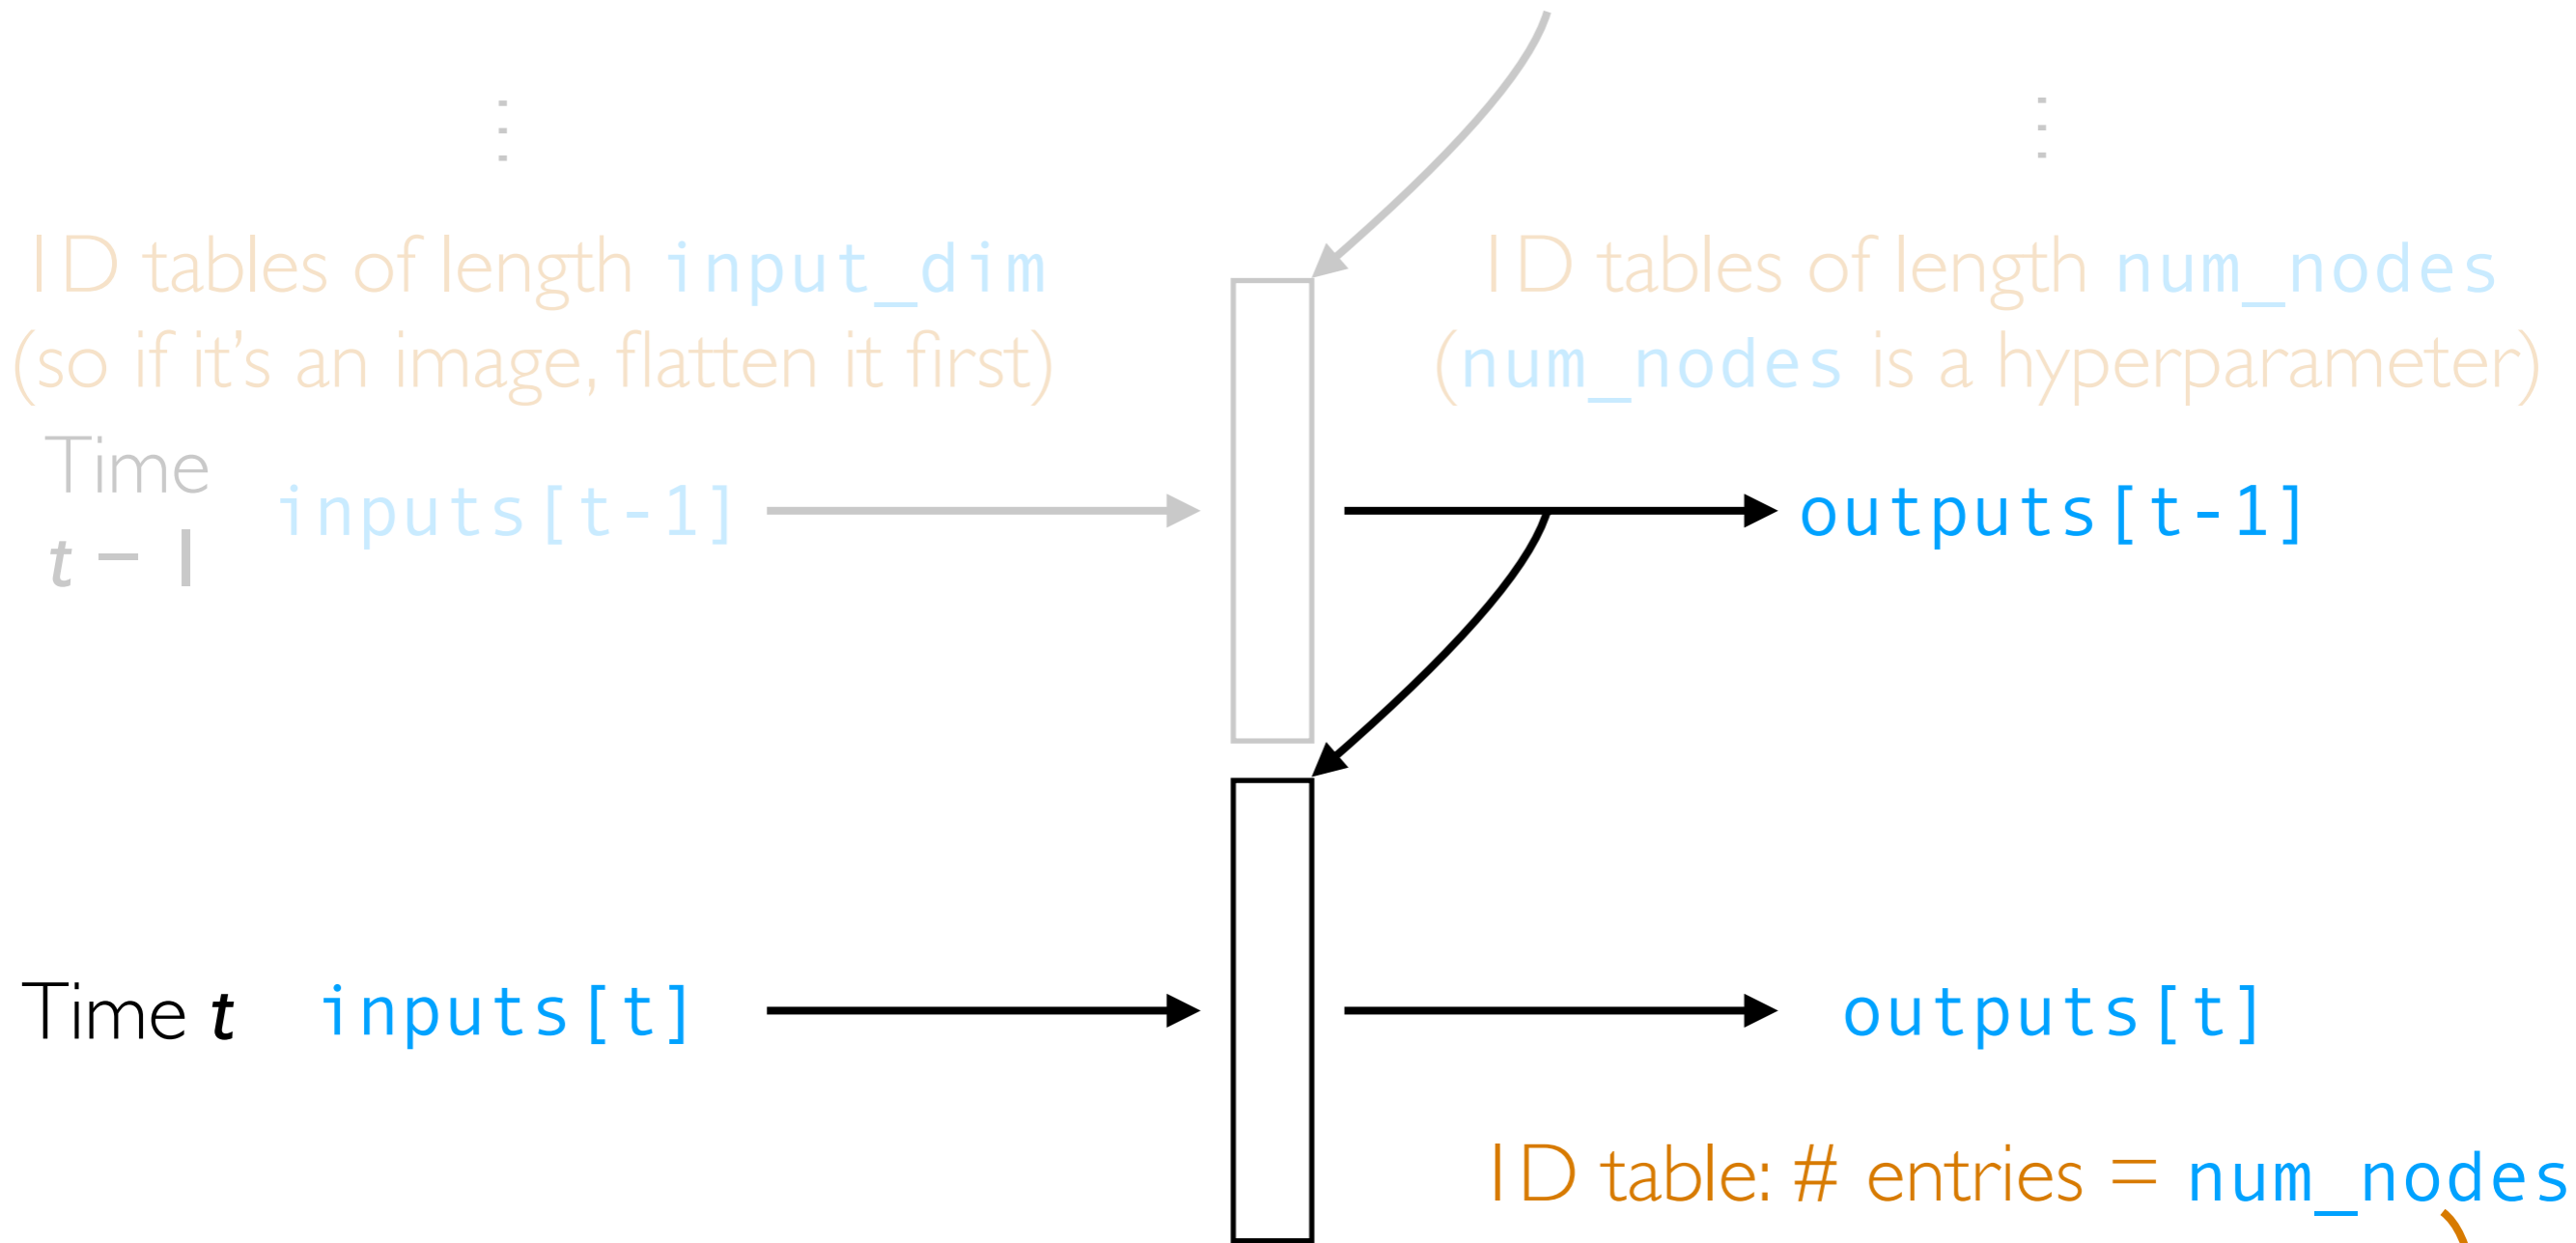 ⋮ ⋮
1D tables of length input_dim
(so if it's an image, flatten it first)
1D tables of length num_nodes
(num_nodes is a hyperparameter)
Time
t – 1
inputs[t-1]
outputs[t-1]
Time t inputs[t]
outputs[t]
1D table: # entries = num_nodes